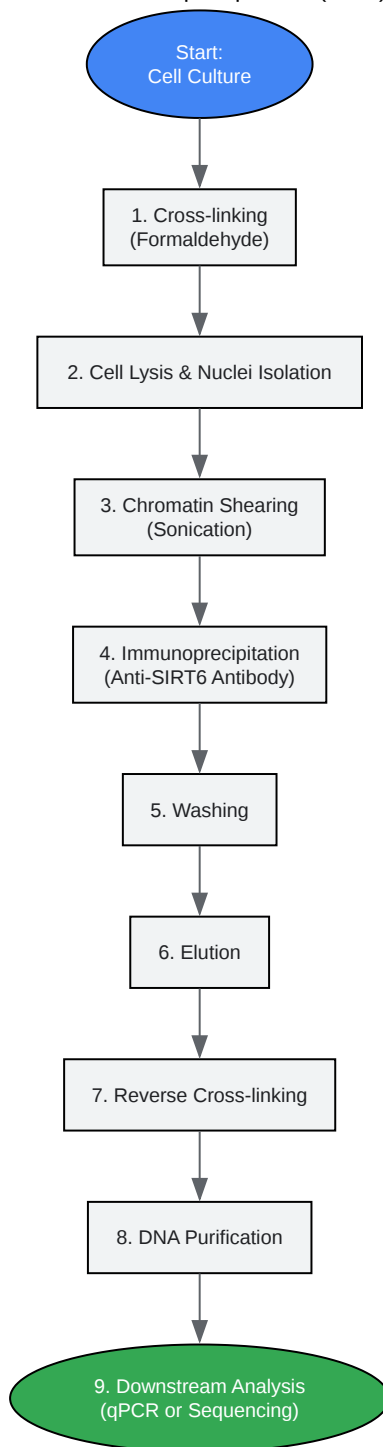 Start:
Cell Culture
1. Cross-linking
(Formaldehyde)
2. Cell Lysis & Nuclei Isolation
3. Chromatin Shearing
(Sonication)
4. Immunoprecipitation
(Anti-SIRT6 Antibody)
5. Washing
6. Elution
7. Reverse Cross-linking
8. DNA Purification
9. Downstream Analysis
(qPCR or Sequencing)